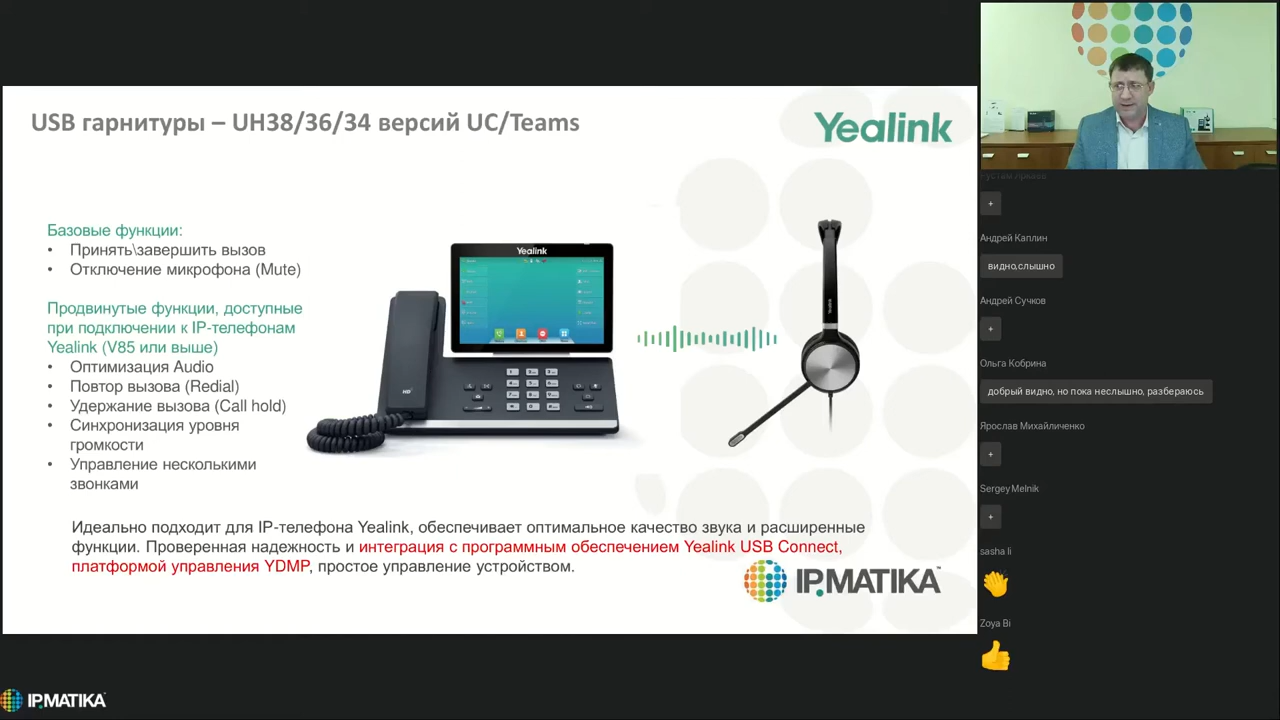 USB гарнитуры – UH38/36/34 версий UC/Teams
Yealink
Базовые функции:
• Принять\завершить вызов
• Отключение микрофона (Mute)
Продвинутые функции, доступные
при подключении к IP-телефонам
Yealink (V85 или выше)
• Оптимизация Audio
• Повтор вызова (Redial)
• Удержание вызова (Call hold)
• Синхронизация уровня
громкости
• Управление несколькими
звонками
Yealink
HD
Идеально подходит для IP-телефона Yealink, обеспечивает оптимальное качество звука и расширенные
функции. Проверенная надежность и интеграция с программным обеспечением Yealink USB Connect,
платформой управления YDMP, простое управление устройством.
IP.MATIKA™
+
Андрей Каплин
видно,слышно
Андрей Сучков
+
Ольга Кобрина
добрый видно, но пока неслышно, разбераюсь
Ярослав Михайличенко
+
Sergey Melnik
+
sasha li
Zoya Bi
IP.MATIKA